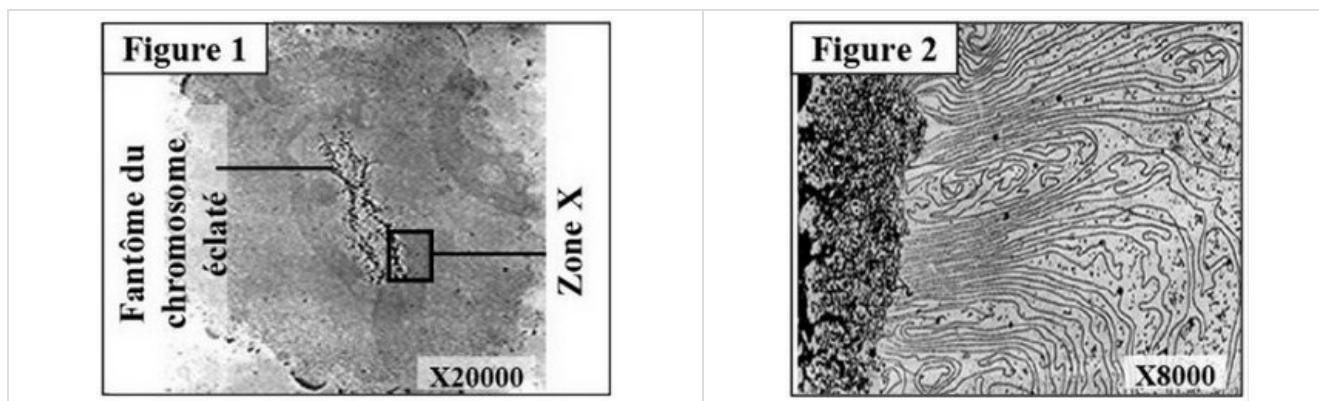 Figure 1
Fantôme du
chromosome
éclaté
Zone X
X20000
Figure 2
X8000